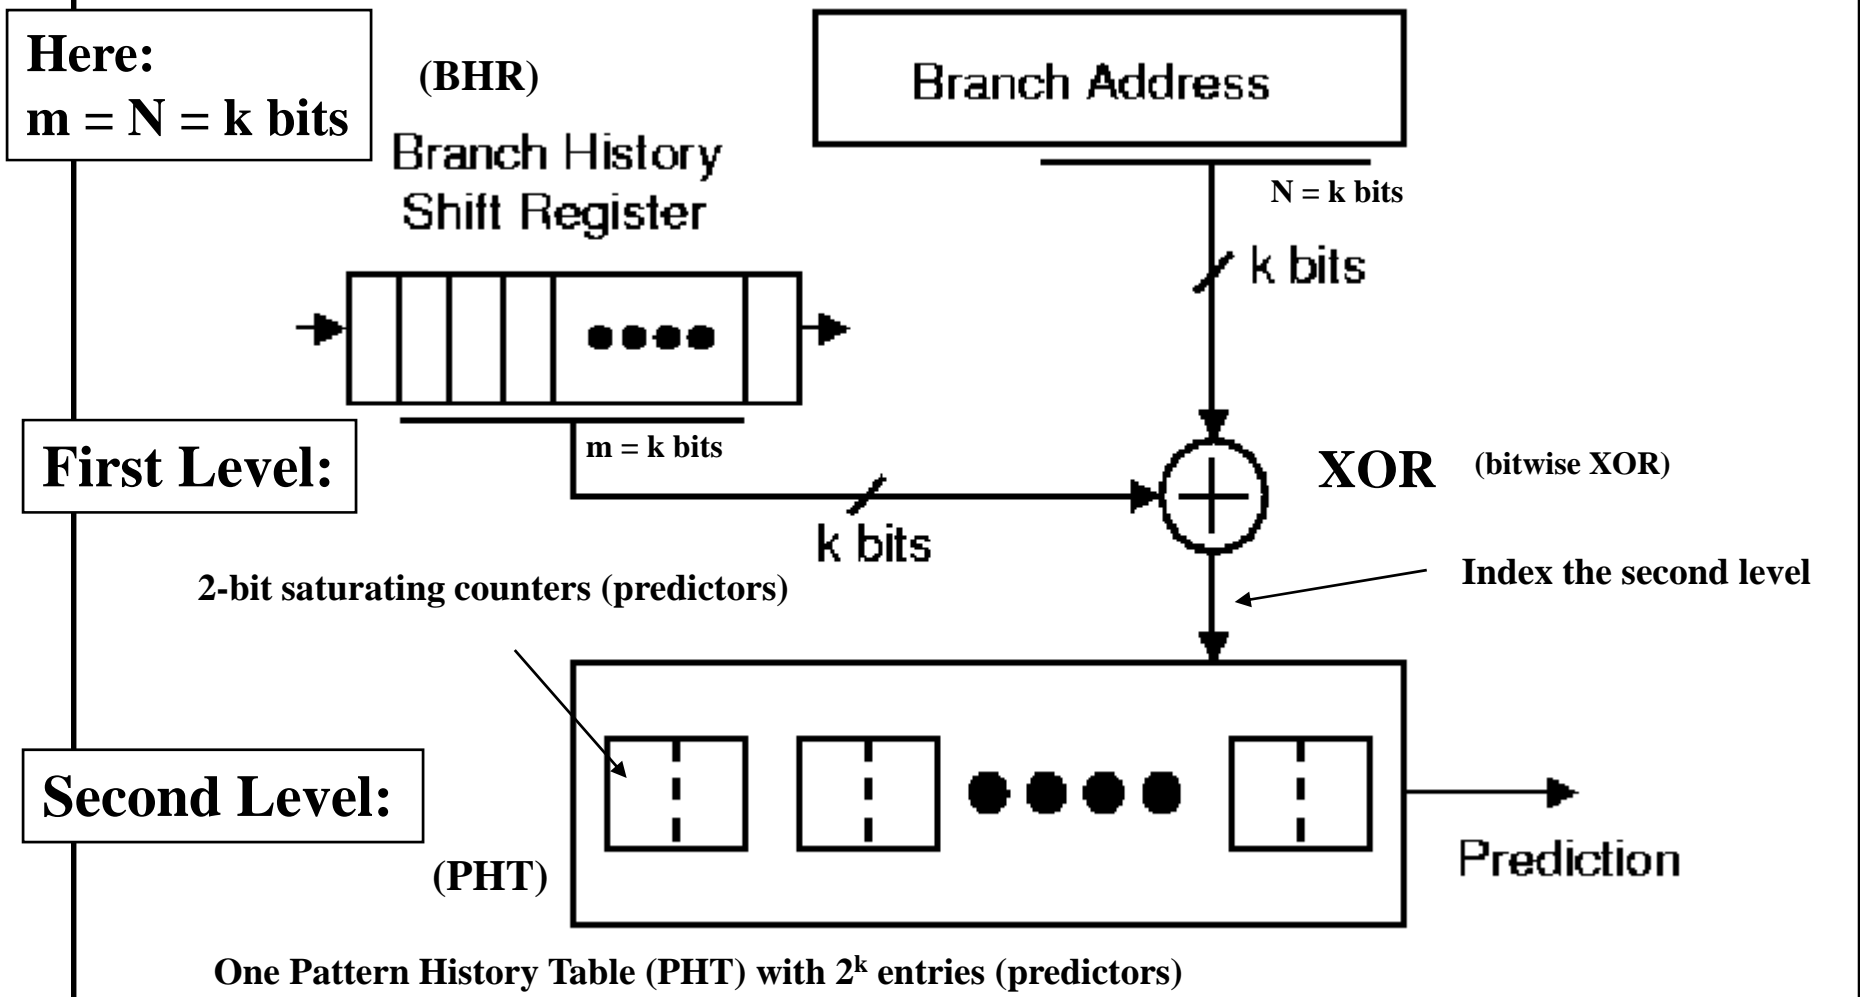 Here:
m = N = k bits
(BHR)
Branch History
Shift Register
Branch Address
N = k bits
k bits
First Level:
m = k bits
k bits
XOR (bitwise XOR)
2-bit saturating counters (predictors)
Index the second level
Second Level:
(PHT)
Prediction
One Pattern History Table (PHT) with 2ᵏ entries (predictors)